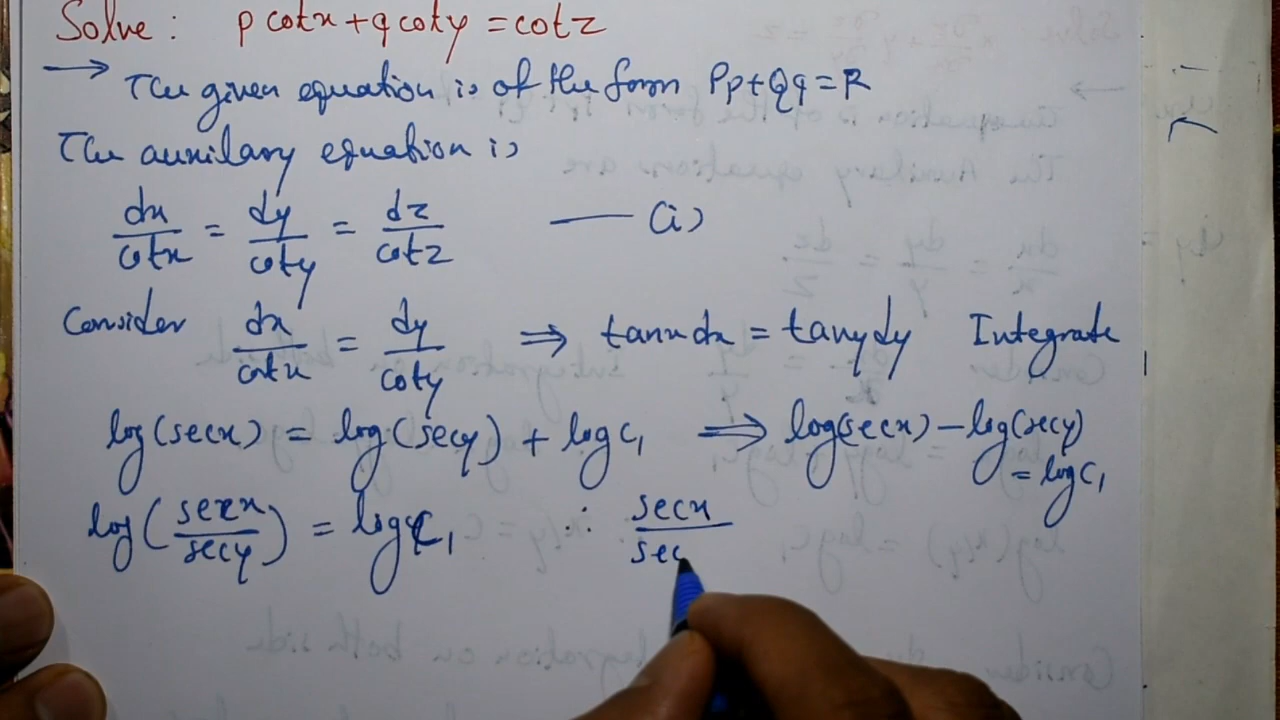 Solve : p cotx + q coty = cotz
→ The given equation is of the form Pp + Qq = R
The auxilary equation is
dx/cotx = dy/coty = dz/cotz —— (i)
Consider dx/cotx = dy/coty ⇒ tanx dx = tany dy Integrate
log(secx) = log(secy) + log c₁ ⇒ log(secx) − log(secy)
= log c₁
log(secx/secy) = log c₁ ∴ secx/sec